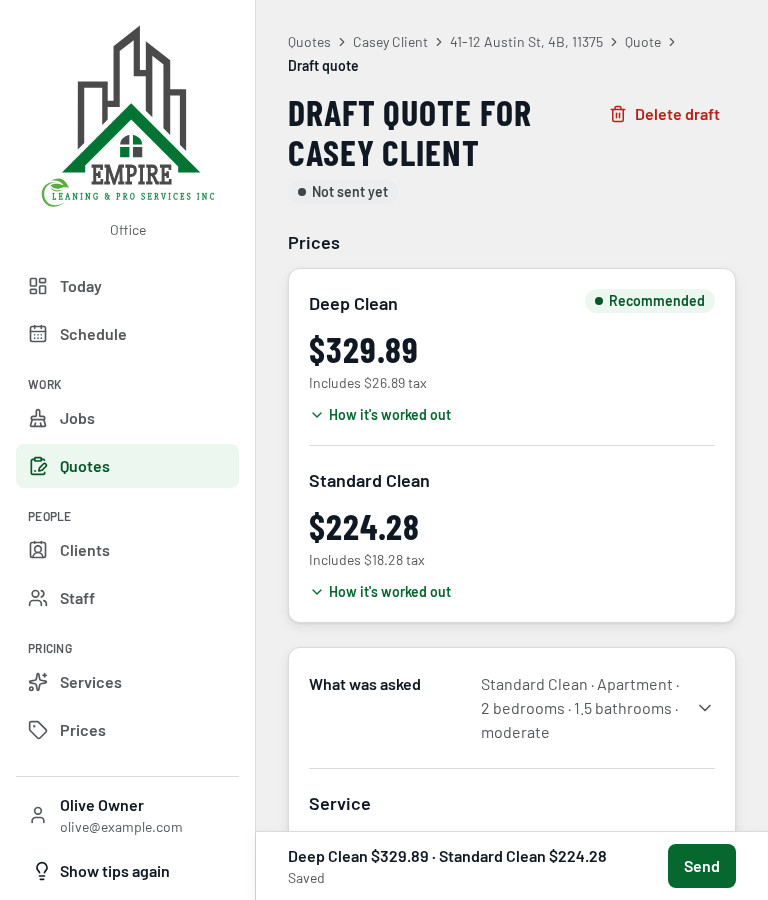 EMPIRE
LEANING & PRO SERVICES INC
Office
Today
Schedule
WORK
Jobs
Quotes
PEOPLE
Clients
Staff
PRICING
Services
Prices
Olive Owner
olive@example.com
Show tips again
Quotes > Casey Client > 41-12 Austin St, 4B, 11375 > Quote >
Draft quote
DRAFT QUOTE FOR
CASEY CLIENT
Delete draft
Not sent yet
Prices
Deep Clean
Recommended
$329.89
Includes $26.89 tax
How it's worked out
Standard Clean
$224.28
Includes $18.28 tax
How it's worked out
What was asked
Standard Clean · Apartment ·
2 bedrooms · 1.5 bathrooms ·
moderate
Service
Deep Clean $329.89 · Standard Clean $224.28
Saved
Send